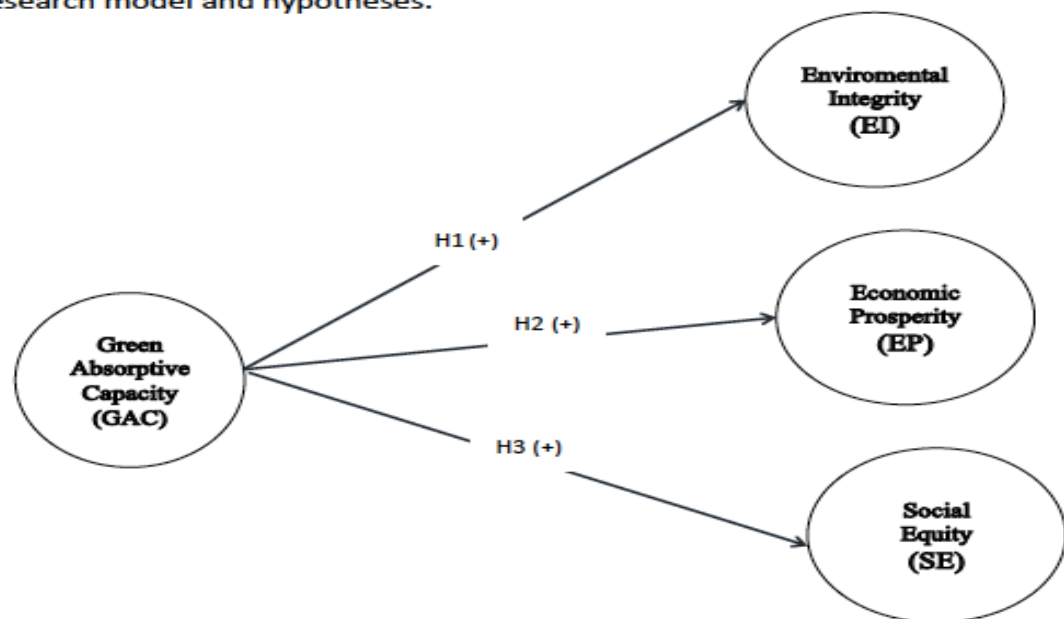 esearch model and hypotheses.
Enviromental
Integrity
(EI)
H1 (+)
Economic
Prosperity
(EP)
H2 (+)
Green
Absorptive
Capacity
(GAC)
H3 (+)
Social
Equity
(SE)